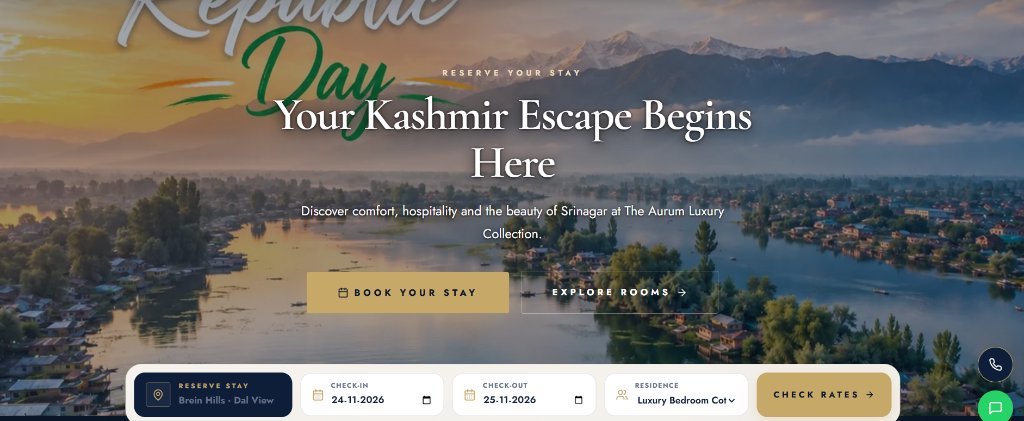 Republic
Day
RESERVE YOUR STAY
Your Kashmir Escape Begins
Here
Discover comfort, hospitality and the beauty of Srinagar at The Aurum Luxury
Collection.
BOOK YOUR STAY
EXPLORE ROOMS →
RESERVE STAY
Brein Hills · Dal View
CHECK-IN
24-11-2026
CHECK-OUT
25-11-2026
RESIDENCE
Luxury Bedroom Cot
CHECK RATES →